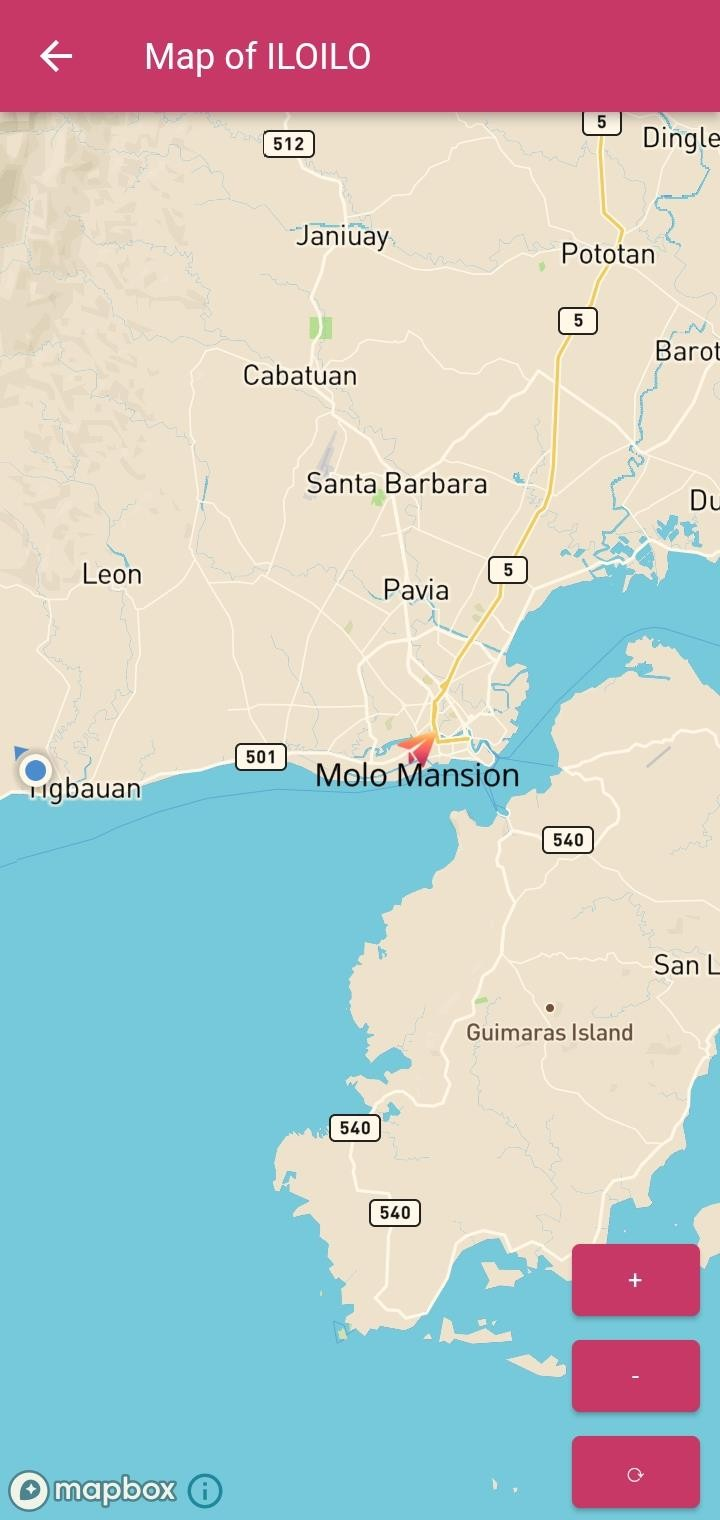 Map of ILOILO
5
512
Dingle
Janiuay
Pototan
5
Barot
Cabatuan
Santa Barbara
Du
5
Leon
Pavia
501
Molo Mansion
Tigbauan
540
San L
Guimaras Island
540
540
+
-
mapbox